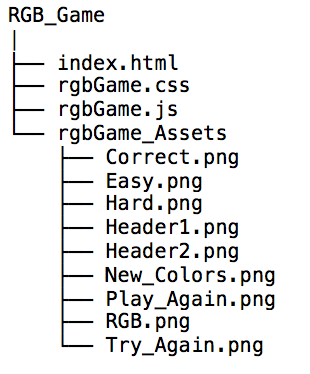 RGB_Game
index.html
rgbGame.css
rgbGame.js
rgbGame_Assets
Correct.png
Easy.png
Hard.png
Header1.png
Header2.png
New_Colors.png
Play_Again.png
RGB.png
Try_Again.png